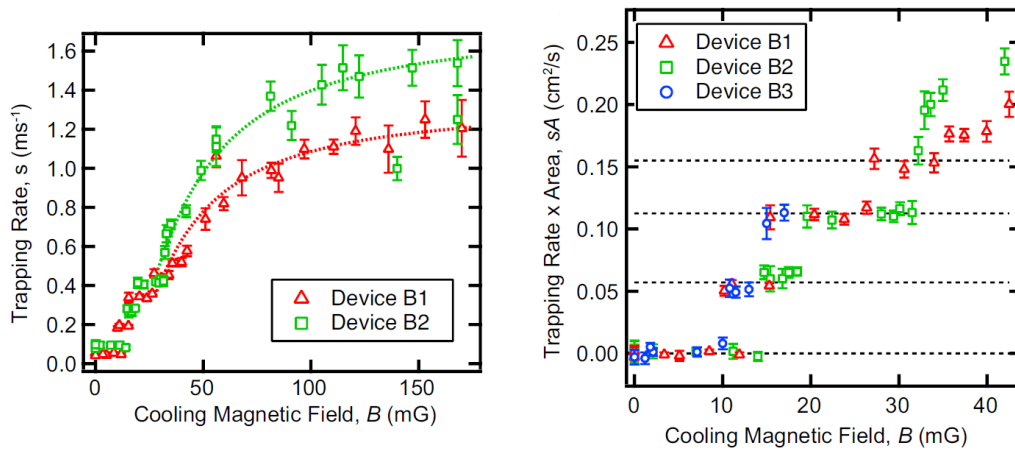 Trapping Rate, s (ms⁻¹)
1.6
1.4
1.2
1.0
0.8
0.6
0.4
0.2
0.0
Device B1
Device B2
0
50
100
150
Cooling Magnetic Field, B (mG)
Trapping Rate x Area, sA (cm²/s)
0.25
0.20
0.15
0.10
0.05
0.00
Device B1
Device B2
Device B3
0
10
20
30
40
Cooling Magnetic Field, B (mG)